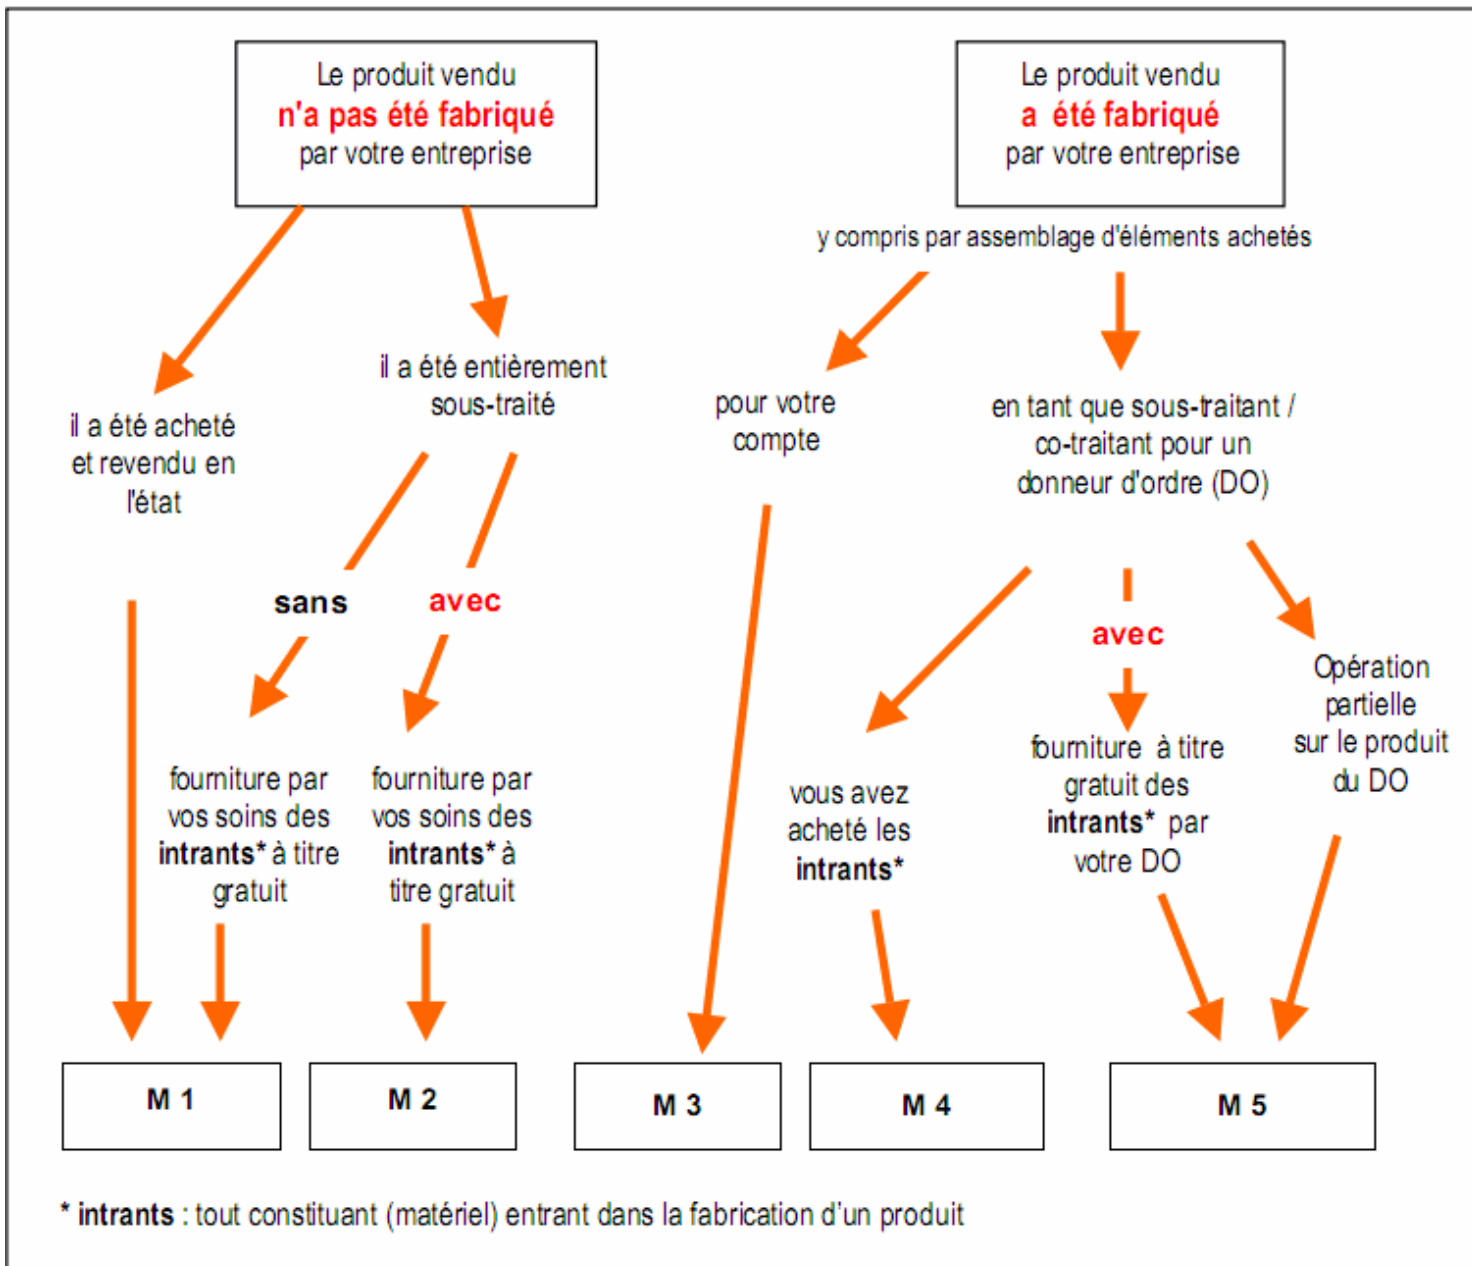 Le produit vendu
n'a pas été fabriqué
par votre entreprise
Le produit vendu
a été fabriqué
par votre entreprise
y compris par assemblage d'éléments achetés
il a été acheté
et revendu en
l'état
il a été entièrement
sous-traité
pour votre
compte
en tant que sous-traitant /
co-traitant pour un
donneur d'ordre (DO)
sans
avec
avec
Opération
partielle
sur le produit
du DO
fourniture par
vos soins des
intrants* à titre
gratuit
fourniture par
vos soins des
intrants* à
titre gratuit
vous avez
acheté les
intrants*
fourniture à titre
gratuit des
intrants* par
votre DO
M 1
M 2
M 3
M 4
M 5
* intrants : tout constituant (matériel) entrant dans la fabrication d'un produit